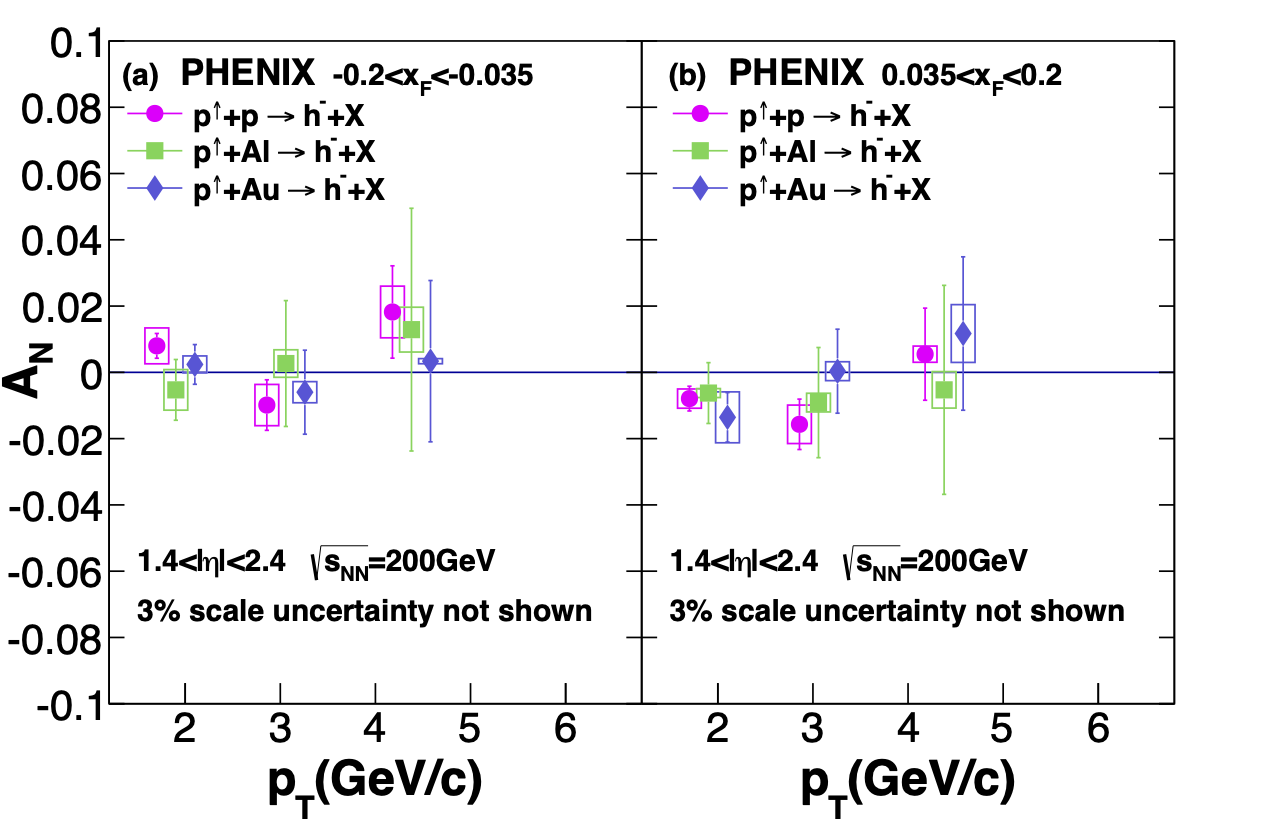 A_N
0.1
0.08
0.06
0.04
0.02
0
-0.02
-0.04
-0.06
-0.08
-0.1
(a) PHENIX -0.2<x_F<-0.035
p↑+p → h⁻+X
p↑+Al → h⁻+X
p↑+Au → h⁻+X
1.4<|η|<2.4 √s_NN=200GeV
3% scale uncertainty not shown
2 3 4 5 6
p_T(GeV/c)
(b) PHENIX 0.035<x_F<0.2
p↑+p → h⁻+X
p↑+Al → h⁻+X
p↑+Au → h⁻+X
1.4<|η|<2.4 √s_NN=200GeV
3% scale uncertainty not shown
2 3 4 5 6
p_T(GeV/c)